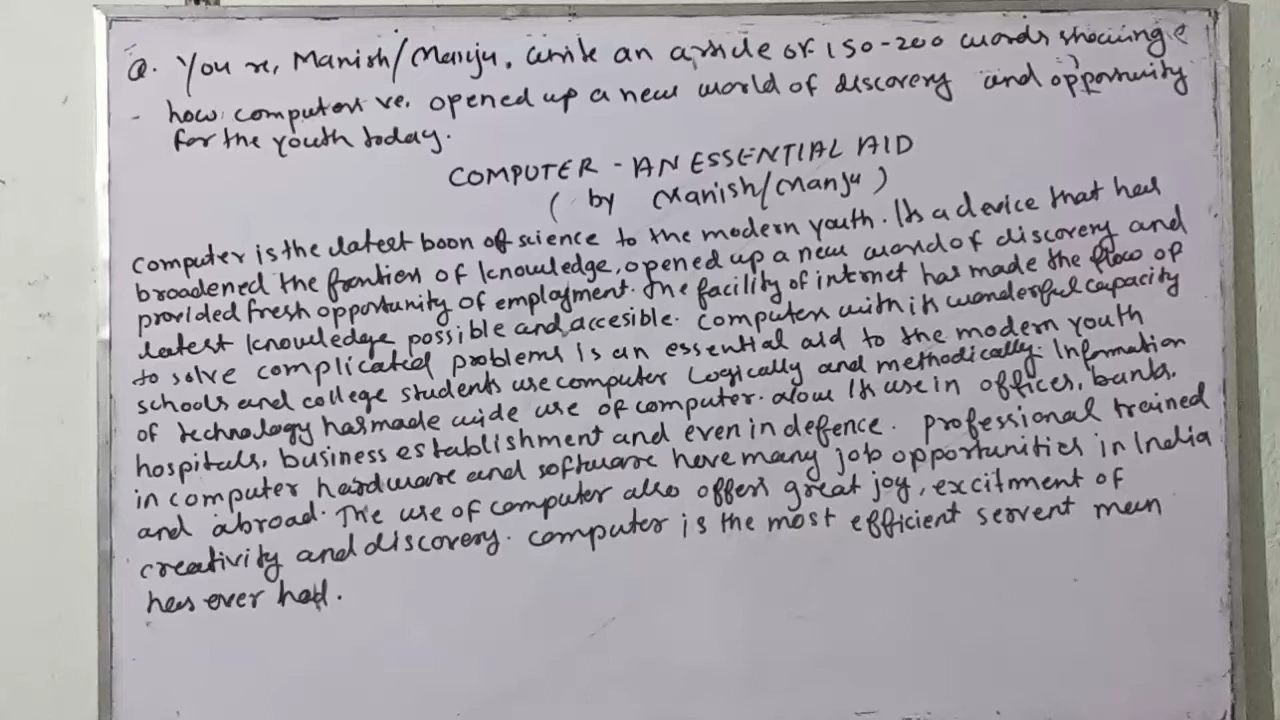 Q. You r, Manish/Manju, write an article of 150-200 words showing
how computers ve. opened up a new world of discovery and opportunity
for the youth today.
COMPUTER - AN ESSENTIAL AID
( by Manish/Manju )
Computer is the latest boon of science to the modern youth. Its a device that has
broadened the frontiers of knowledge, opened up a new world of discovery and
provided fresh opportunity of employment. The facility of internet has made the flow of
latest knowledge possible and accesible. Computers with its wonderful capacity
to solve complicated problems is an essential aid to the modern youth
schools and college students use computer logically and methodically. Information
of technology has made wide use of computer. Now Its use in offices, banks,
hospitals, business establishment and even in defence. Professional trained
in computer hardware and software have many job opportunities in India
and abroad. The use of computer also offers great joy, excitment of
creativity and discovery. computer is the most efficient servent men
has ever had.